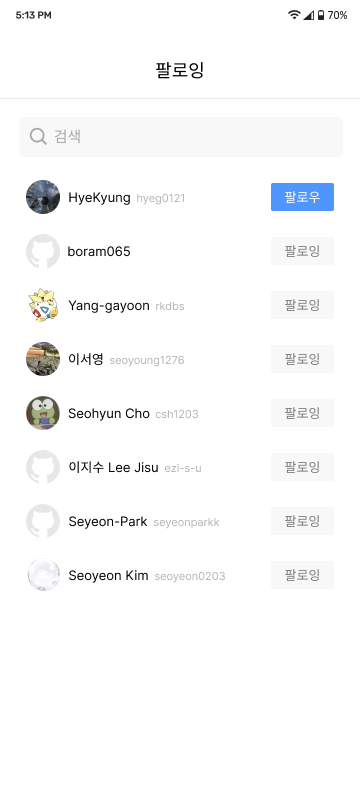 5:13 PM 70%
팔로잉
검색
HyeKyung hyeg0121 팔로우
boram065 팔로잉
Yang-gayoon rkdbs 팔로잉
이서영 seoyoung1276 팔로잉
Seohyun Cho csh1203 팔로잉
이지수 Lee Jisu ezi-s-u 팔로잉
Seyeon-Park seyeonparkk 팔로잉
Seoyeon Kim seoyeon0203 팔로잉